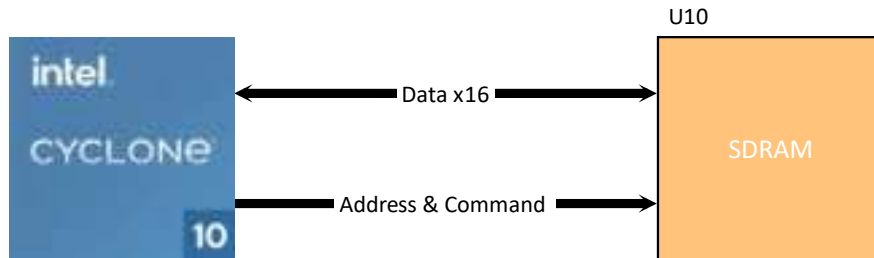 U10
intel.
Data x16
CYCLONE
SDRAM
Address & Command
10